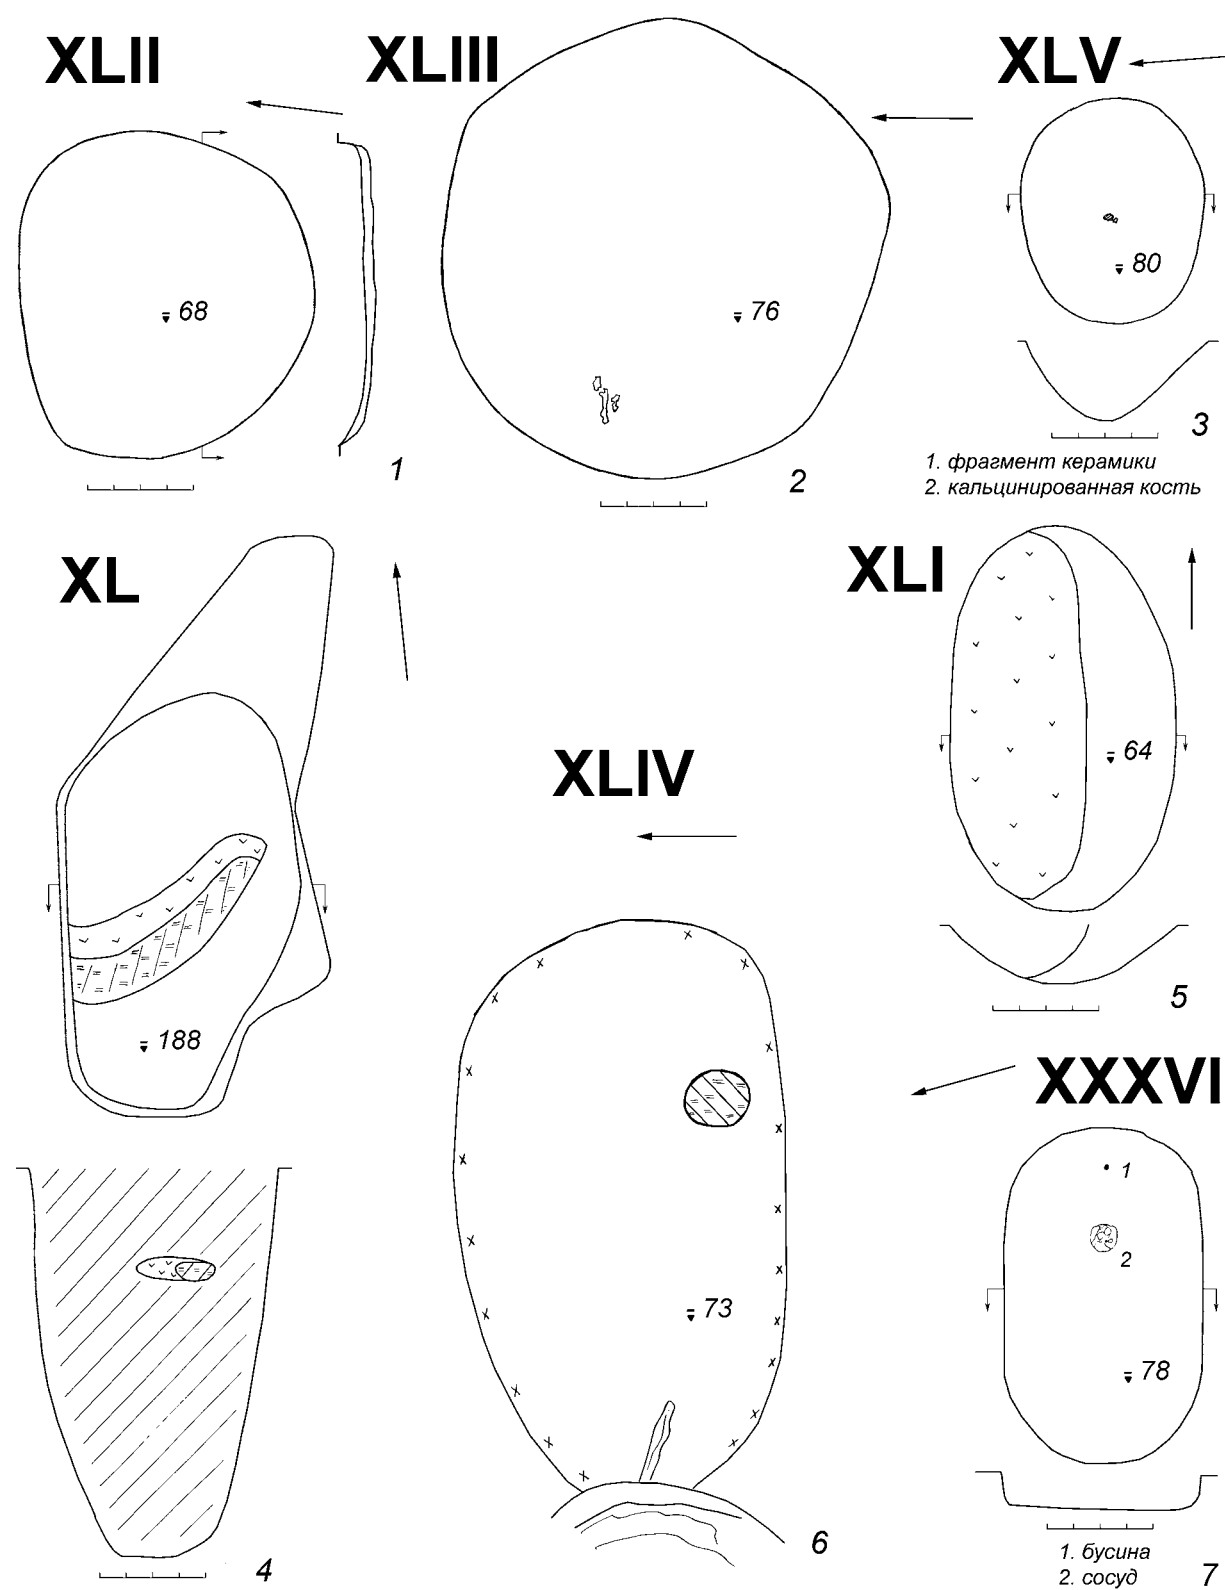 XLII
XLIII
XLV
68
76
80
1
2
3
1. фрагмент керамики
2. кальцинированная кость
XL
XLI
XLIV
64
188
5
XXXVI
1
2
73
78
4
6
1. бусина
2. сосуд
7